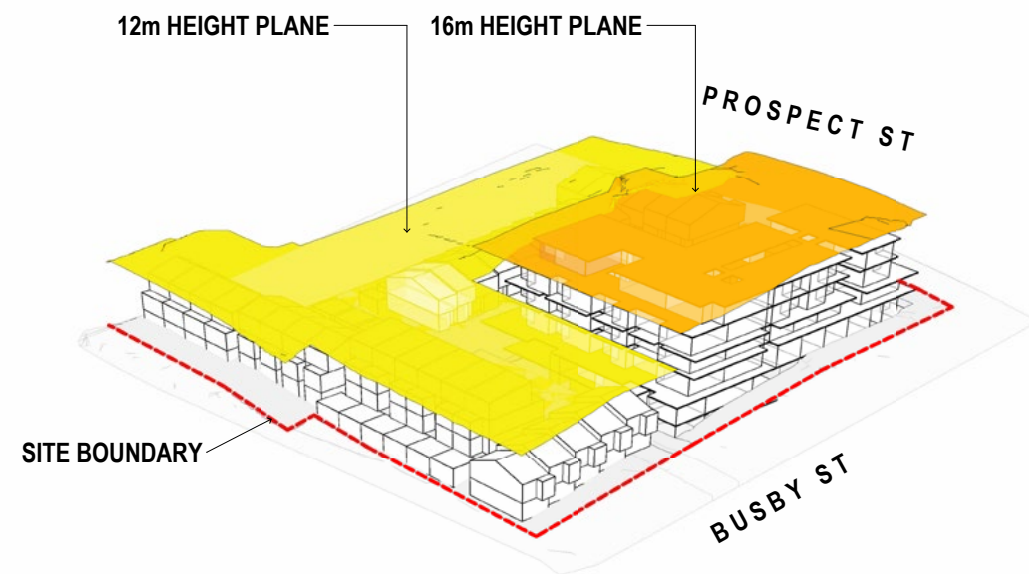 12m HEIGHT PLANE
16m HEIGHT PLANE
PROSPECT ST
SITE BOUNDARY
BUSBY ST